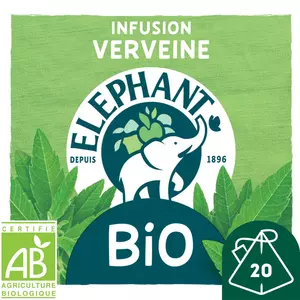 INFUSION
VERVEINE
ELEPHANT
DEPUIS 1896
BiO
CERTIFIÉ
AB
AGRICULTURE
BIOLOGIQUE
20